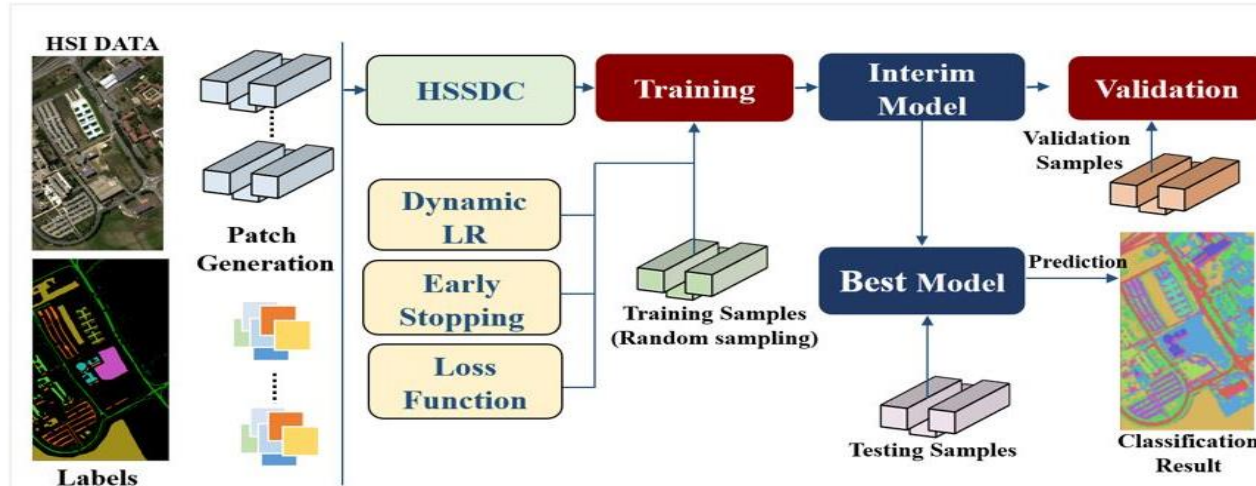 HSI DATA
Patch
Generation
Labels
HSSDC
Training
Interim
Model
Validation
Validation
Samples
Dynamic
LR
Early
Stopping
Loss
Function
Training Samples
(Random sampling)
Best Model
Prediction
Testing Samples
Classification
Result